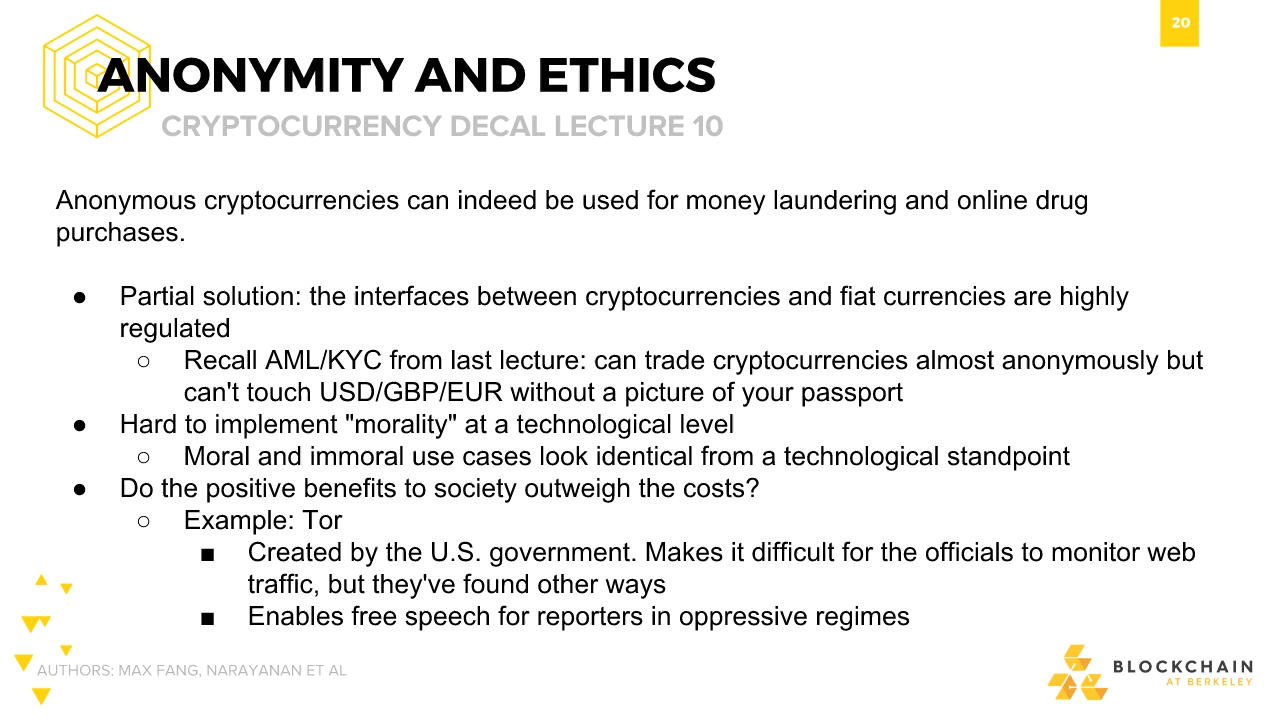 20
ANONYMITY AND ETHICS
CRYPTOCURRENCY DECAL LECTURE 10
Anonymous cryptocurrencies can indeed be used for money laundering and online drug
purchases.
● Partial solution: the interfaces between cryptocurrencies and fiat currencies are highly
regulated
○ Recall AML/KYC from last lecture: can trade cryptocurrencies almost anonymously but
can't touch USD/GBP/EUR without a picture of your passport
● Hard to implement "morality" at a technological level
○ Moral and immoral use cases look identical from a technological standpoint
● Do the positive benefits to society outweigh the costs?
○ Example: Tor
■ Created by the U.S. government. Makes it difficult for the officials to monitor web
traffic, but they've found other ways
■ Enables free speech for reporters in oppressive regimes
AUTHORS: MAX FANG, NARAYANAN ET AL
BLOCKCHAIN
AT BERKELEY